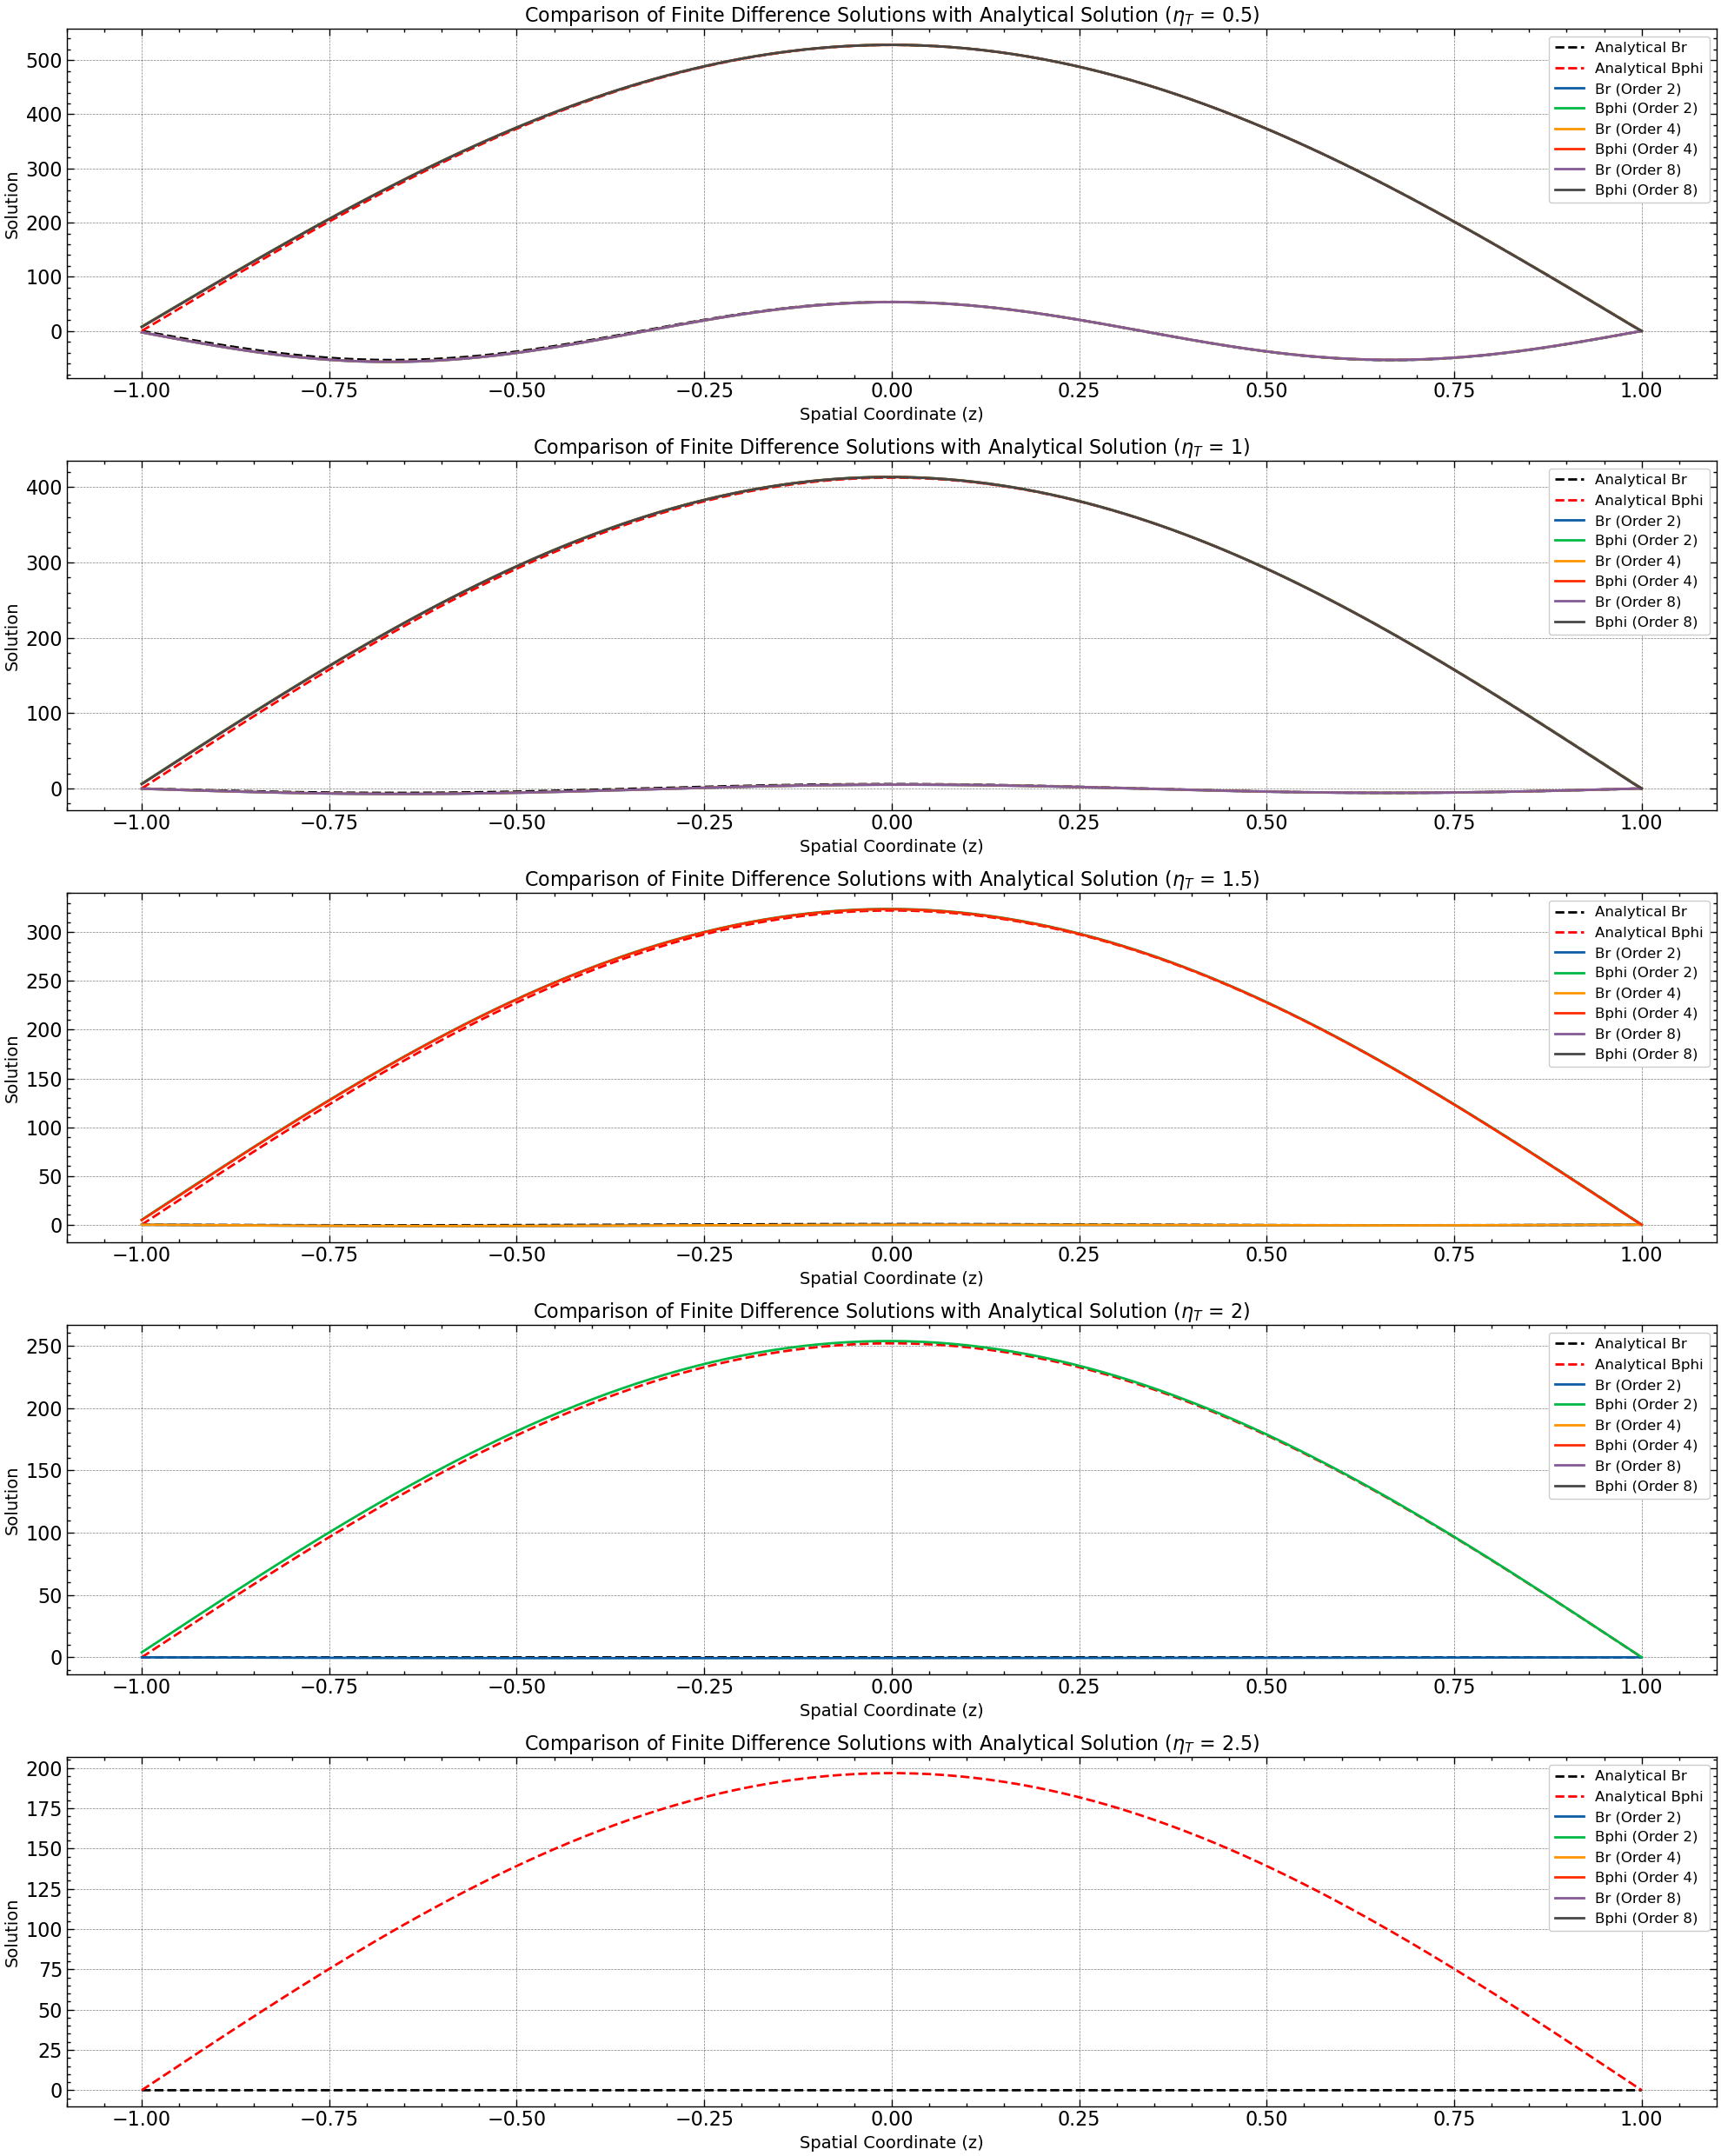 Comparison of Finite Difference Solutions with Analytical Solution (η_T = 0.5)
500
400
300
200
100
0
Solution
Analytical Br
Analytical Bphi
Br (Order 2)
Bphi (Order 2)
Br (Order 4)
Bphi (Order 4)
Br (Order 8)
Bphi (Order 8)
−1.00 −0.75 −0.50 −0.25 0.00 0.25 0.50 0.75 1.00
Spatial Coordinate (z)
Comparison of Finite Difference Solutions with Analytical Solution (η_T = 1)
400
300
200
100
0
Solution
Analytical Br
Analytical Bphi
Br (Order 2)
Bphi (Order 2)
Br (Order 4)
Bphi (Order 4)
Br (Order 8)
Bphi (Order 8)
−1.00 −0.75 −0.50 −0.25 0.00 0.25 0.50 0.75 1.00
Spatial Coordinate (z)
Comparison of Finite Difference Solutions with Analytical Solution (η_T = 1.5)
300
250
200
150
100
50
0
Solution
Analytical Br
Analytical Bphi
Br (Order 2)
Bphi (Order 2)
Br (Order 4)
Bphi (Order 4)
Br (Order 8)
Bphi (Order 8)
−1.00 −0.75 −0.50 −0.25 0.00 0.25 0.50 0.75 1.00
Spatial Coordinate (z)
Comparison of Finite Difference Solutions with Analytical Solution (η_T = 2)
250
200
150
100
50
0
Solution
Analytical Br
Analytical Bphi
Br (Order 2)
Bphi (Order 2)
Br (Order 4)
Bphi (Order 4)
Br (Order 8)
Bphi (Order 8)
−1.00 −0.75 −0.50 −0.25 0.00 0.25 0.50 0.75 1.00
Spatial Coordinate (z)
Comparison of Finite Difference Solutions with Analytical Solution (η_T = 2.5)
200
175
150
125
100
75
50
25
0
Solution
Analytical Br
Analytical Bphi
Br (Order 2)
Bphi (Order 2)
Br (Order 4)
Bphi (Order 4)
Br (Order 8)
Bphi (Order 8)
−1.00 −0.75 −0.50 −0.25 0.00 0.25 0.50 0.75 1.00
Spatial Coordinate (z)